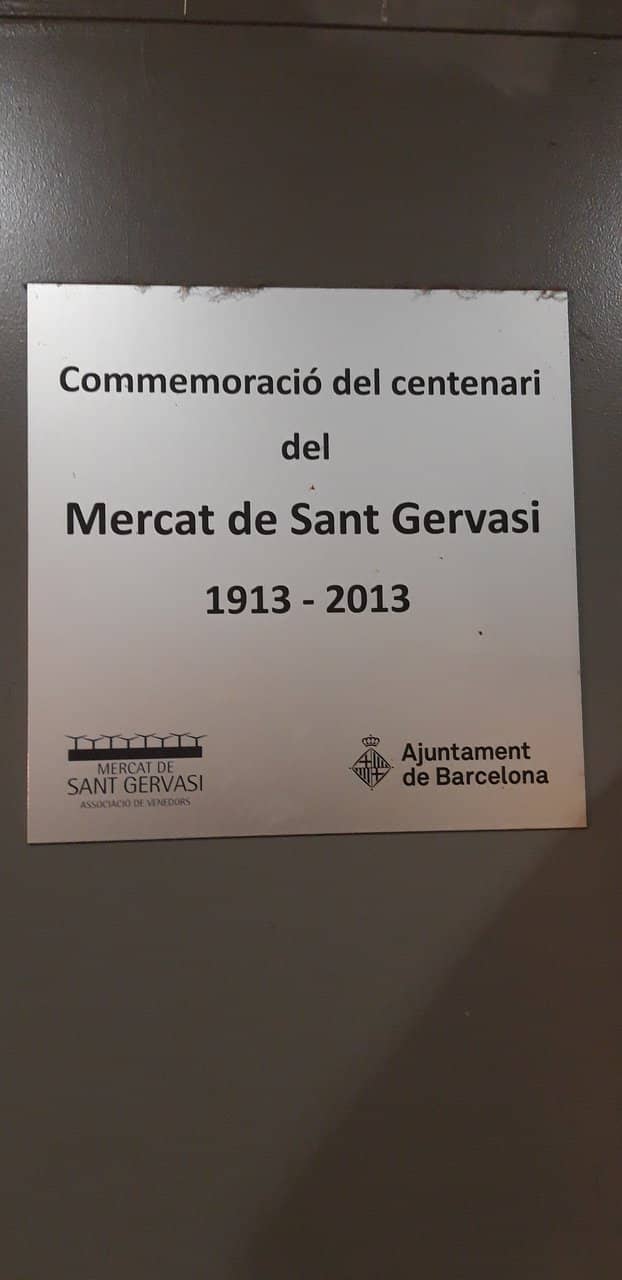 Commemoració del centenari
del
Mercat de Sant Gervasi
1913 - 2013
MERCAT DE
SANT GERVASI
ASSOCIACIÓ DE VENEDORS
Ajuntament
de Barcelona